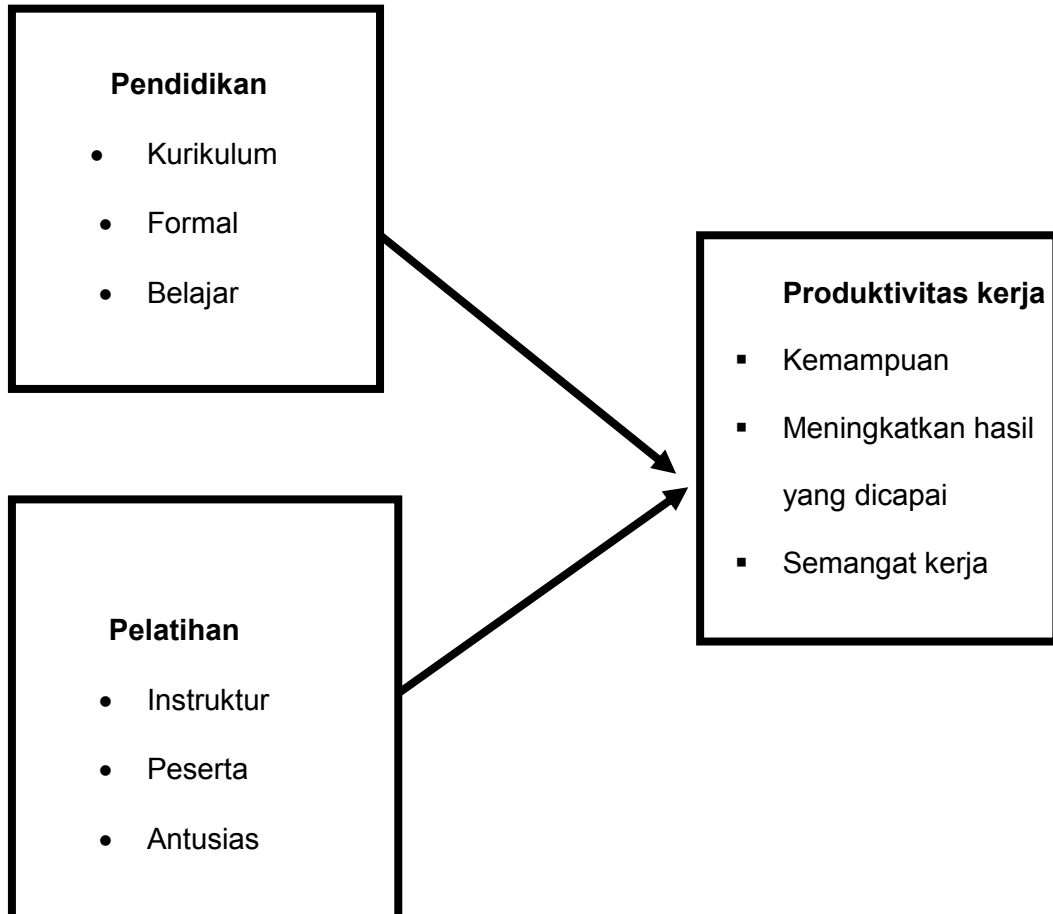 Pendidikan
• Kurikulum
• Formal
• Belajar
Pelatihan
• Instruktur
• Peserta
• Antusias
Produktivitas kerja
▪ Kemampuan
▪ Meningkatkan hasil
yang dicapai
▪ Semangat kerja